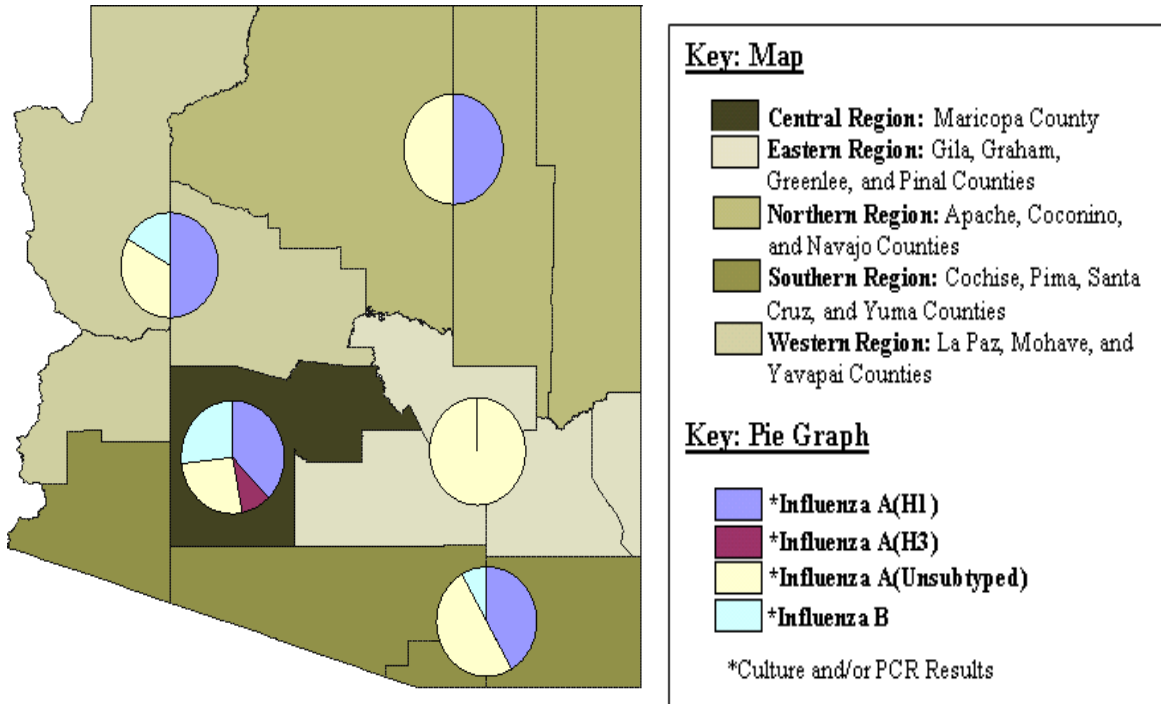 Key: Map
Central Region: Maricopa County
Eastern Region: Gila, Graham,
Greenlee, and Pinal Counties
Northern Region: Apache, Coconino,
and Navajo Counties
Southern Region: Cochise, Pima, Santa
Cruz, and Yuma Counties
Western Region: La Paz, Mohave, and
Yavapai Counties
Key: Pie Graph
*Influenza A(H1)
*Influenza A(H3)
*Influenza A(Unsubtyped)
*Influenza B
*Culture and/or PCR Results